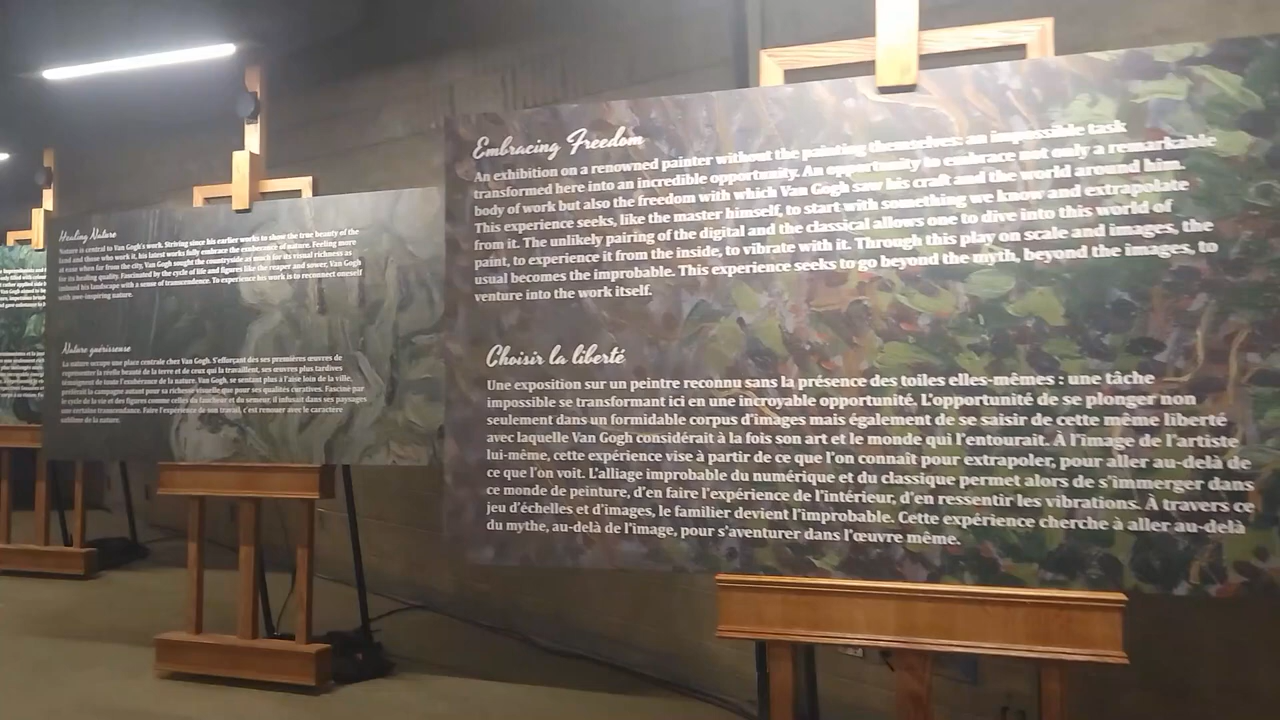 Embracing Freedom
An exhibition on a renowned painter without the painting themselves: an impossible task
transformed here into an incredible opportunity. An opportunity to embrace not only a remarkable
body of work but also the freedom with which Van Gogh saw his craft and the world around him.
This experience seeks, like the master himself, to start with something we know and extrapolate
from it. The unlikely pairing of the digital and the classical allows one to dive into this world of
paint, to experience it from the inside, to vibrate with it. Through this play on scale and images, the
usual becomes the improbable. This experience seeks to go beyond the myth, beyond the images, to
venture into the work itself.
Choisir la liberté
Une exposition sur un peintre reconnu sans la présence des toiles elles-mêmes : une tâche
impossible se transformant ici en une incroyable opportunité. L'opportunité de se plonger non
seulement dans un formidable corpus d'images mais également de se saisir de cette même liberté
avec laquelle Van Gogh considérait à la fois son art et le monde qui l'entourait. À l'image de l'artiste
lui-même, cette expérience vise à partir de ce que l'on connaît pour extrapoler, pour aller au-delà de
ce que l'on voit. L'alliage improbable du numérique et du classique permet alors de s'immerger dans
ce monde de peinture, d'en faire l'expérience de l'intérieur, d'en ressentir les vibrations. À travers ce
jeu d'échelles et d'images, le familier devient l'improbable. Cette expérience cherche à aller au-delà
du mythe, au-delà de l'image, pour s'aventurer dans l'œuvre même.
Healing Nature
Nature is central to Van Gogh's work. Striving since his earlier works to show the true beauty of the
land and those who work it, his latest works fully embrace the exuberance of nature. Feeling more
at ease when far from the city, Van Gogh sought the countryside as much for its visual richness as
for its healing quality. Fascinated by the cycle of life and figures like the reaper and sower, Van Gogh
imbued his landscape with a sense of transcendence. To experience his work is to reconnect oneself
with awe-inspiring nature.
Nature guérisseuse
La nature occupe une place centrale chez Van Gogh. S'efforçant dès ses premières œuvres de
représenter la réelle beauté de la terre et de ceux qui la travaillent, ses œuvres plus tardives
témoignent de toute l'exubérance de la nature. Van Gogh, se sentant plus à l'aise loin de la ville,
préférait la campagne autant pour sa richesse visuelle que pour ses qualités curatives. Fasciné par
le cycle de la vie et des figures comme celles du faucheur et du semeur, il infusait dans ses paysages
une certaine transcendance. Faire l'expérience de son travail, c'est renouer avec le caractère
sublime de la nature.